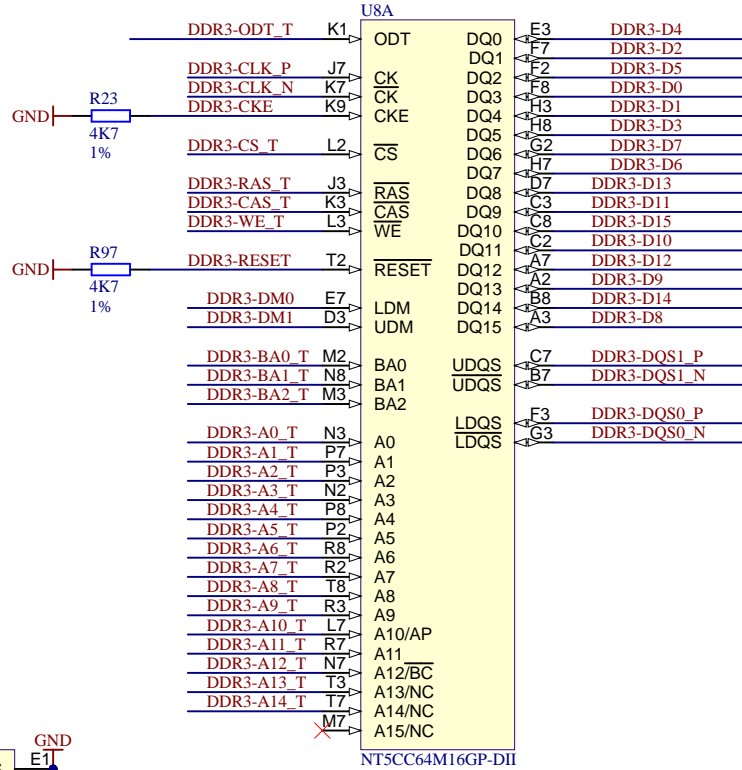 U8A
DDR3-ODT_T K1 ODT DQ0 E3 DDR3-D4
DQ1 F7 DDR3-D2
DDR3-CLK_P J7 CK DQ2 F2 DDR3-D5
DDR3-CLK_N K7 CK DQ3 F8 DDR3-D0
GND R23 DDR3-CKE K9 CKE DQ4 H3 DDR3-D1
4K7 DQ5 H8 DDR3-D3
1% DDR3-CS_T L2 CS DQ6 G2 DDR3-D7
DQ7 H7 DDR3-D6
DDR3-RAS_T J3 RAS DQ8 D7 DDR3-D13
DDR3-CAS_T K3 CAS DQ9 C3 DDR3-D11
DDR3-WE_T L3 WE DQ10 C8 DDR3-D15
DQ11 C2 DDR3-D10
GND R97 DDR3-RESET T2 RESET DQ12 A7 DDR3-D12
4K7 DQ13 A2 DDR3-D9
1% DDR3-DM0 E7 LDM DQ14 B8 DDR3-D14
DDR3-DM1 D3 UDM DQ15 A3 DDR3-D8
DDR3-BA0_T M2 BA0 UDQS C7 DDR3-DQS1_P
DDR3-BA1_T N8 BA1 UDQS B7 DDR3-DQS1_N
DDR3-BA2_T M3 BA2
LDQS F3 DDR3-DQS0_P
DDR3-A0_T N3 A0 LDQS G3 DDR3-DQS0_N
DDR3-A1_T P7 A1
DDR3-A2_T P3 A2
DDR3-A3_T N2 A3
DDR3-A4_T P8 A4
DDR3-A5_T P2 A5
DDR3-A6_T R8 A6
DDR3-A7_T R2 A7
DDR3-A8_T T8 A8
DDR3-A9_T R3 A9
DDR3-A10_T L7 A10/AP
DDR3-A11_T R7 A11
DDR3-A12_T N7 A12/BC
DDR3-A13_T T3 A13/NC
DDR3-A14_T T7 A14/NC
M7 A15/NC
GND
E1 NT5CC64M16GP-DII